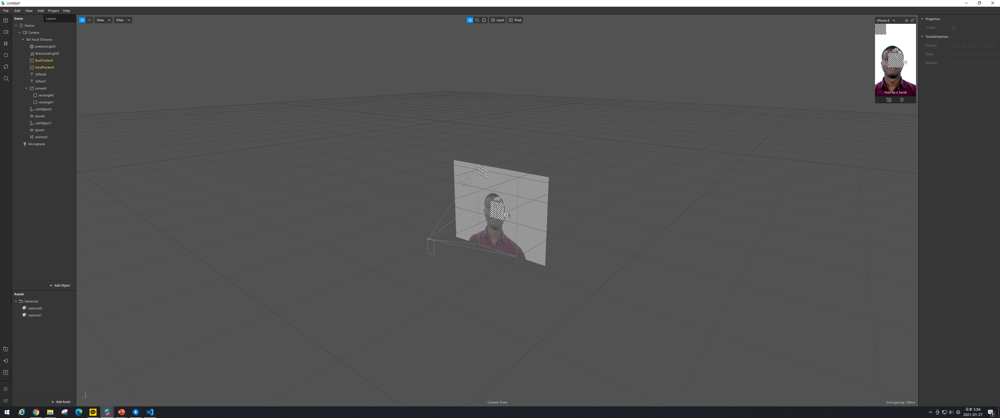 Untitled*
File Edit View Add Project Help
Scene Layers
Device
Camera
Focal Distance
ambientLight0
directionalLight0
faceTracker0
handTracker0
3dText0
3dText1
canvas0
rectangle0
rectangle1
nullObject0
plane0
nullObject1
plane1
emitter0
Microphone
Add Object
Assets
Materials
material0
material1
Add Asset
3D 2D View Filter
Local Pivot
iPhone 8
Hold up a hand!
Camera: Front
Grid spacing: 100cm
Properties
Visible
Transformations
Position
Scale
Rotation
TALK
오후 5:04
2021-01-27
1